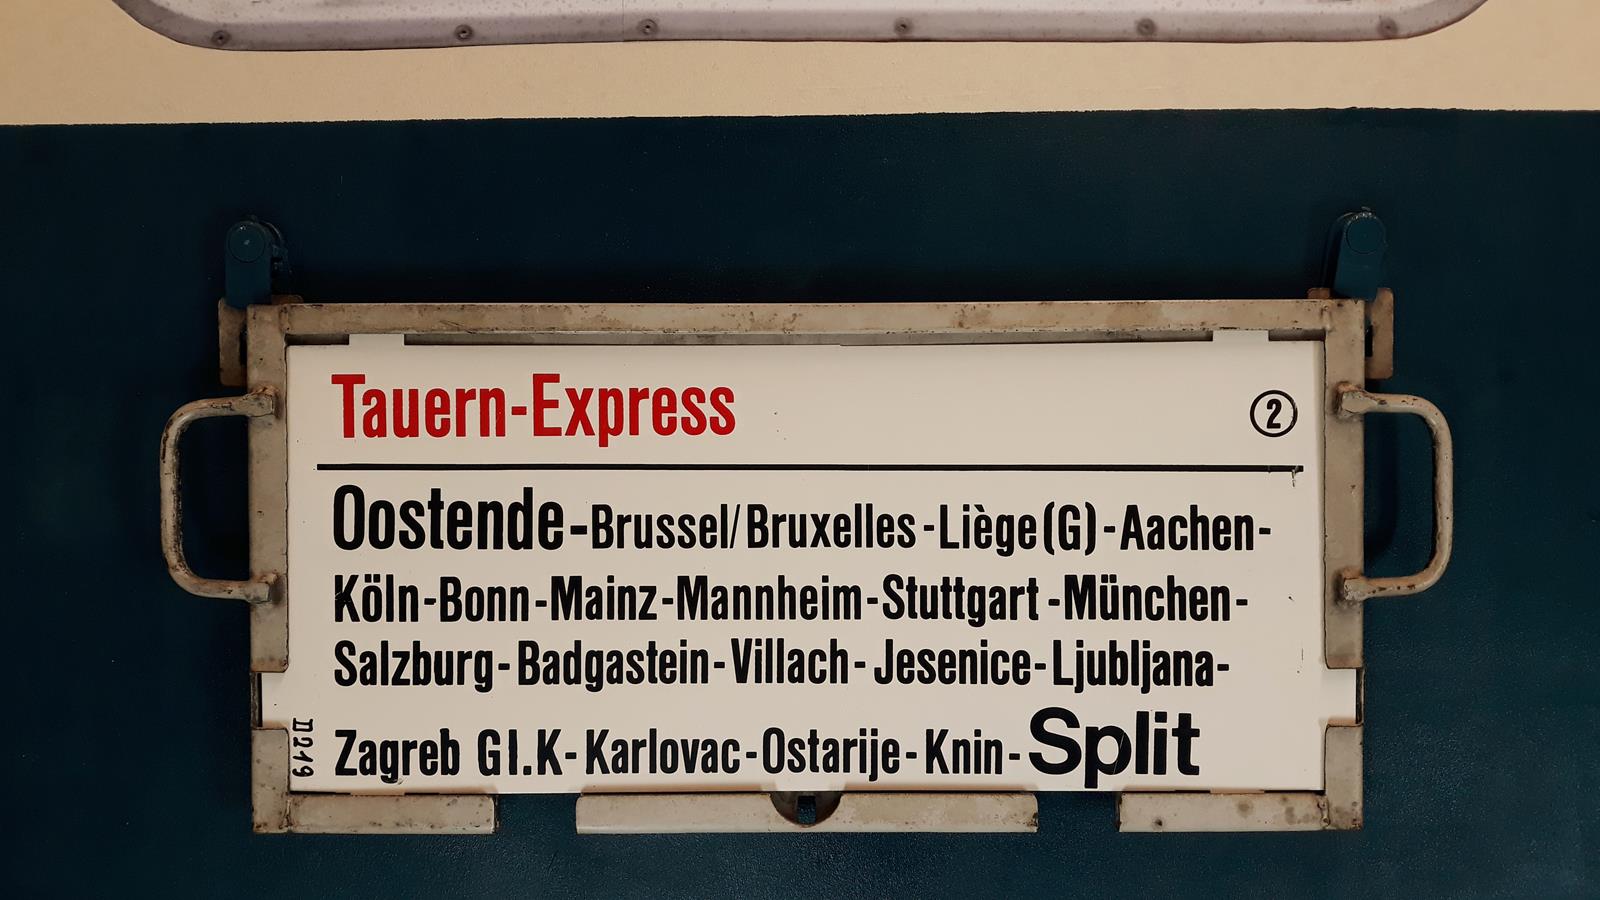 Tauern-Express
②
Oostende-Brussel/Bruxelles-Liège(G)-Aachen-
Köln-Bonn-Mainz-Mannheim-Stuttgart-München-
Salzburg-Badgastein-Villach-Jesenice-Ljubljana-
Zagreb Gl.K-Karlovac-Ostarije-Knin-Split
D219